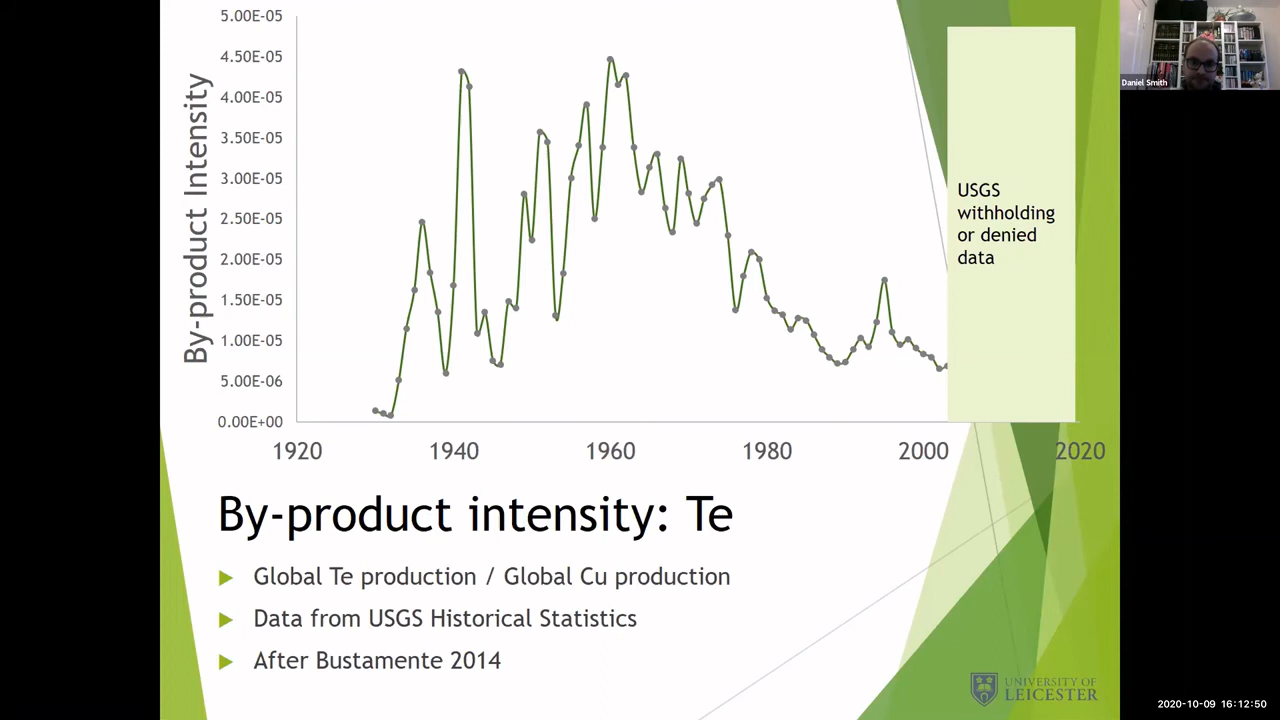 By-product Intensity
5.00E-05
4.50E-05
4.00E-05
3.50E-05
3.00E-05
2.50E-05
2.00E-05
1.50E-05
1.00E-05
5.00E-06
0.00E+00
1920
1940
1960
1980
2000
2020
USGS
withholding
or denied
data
By-product intensity: Te
Global Te production / Global Cu production
Data from USGS Historical Statistics
After Bustamente 2014
UNIVERSITY OF
LEICESTER
Daniel Smith
2020-10-09 16:12:50